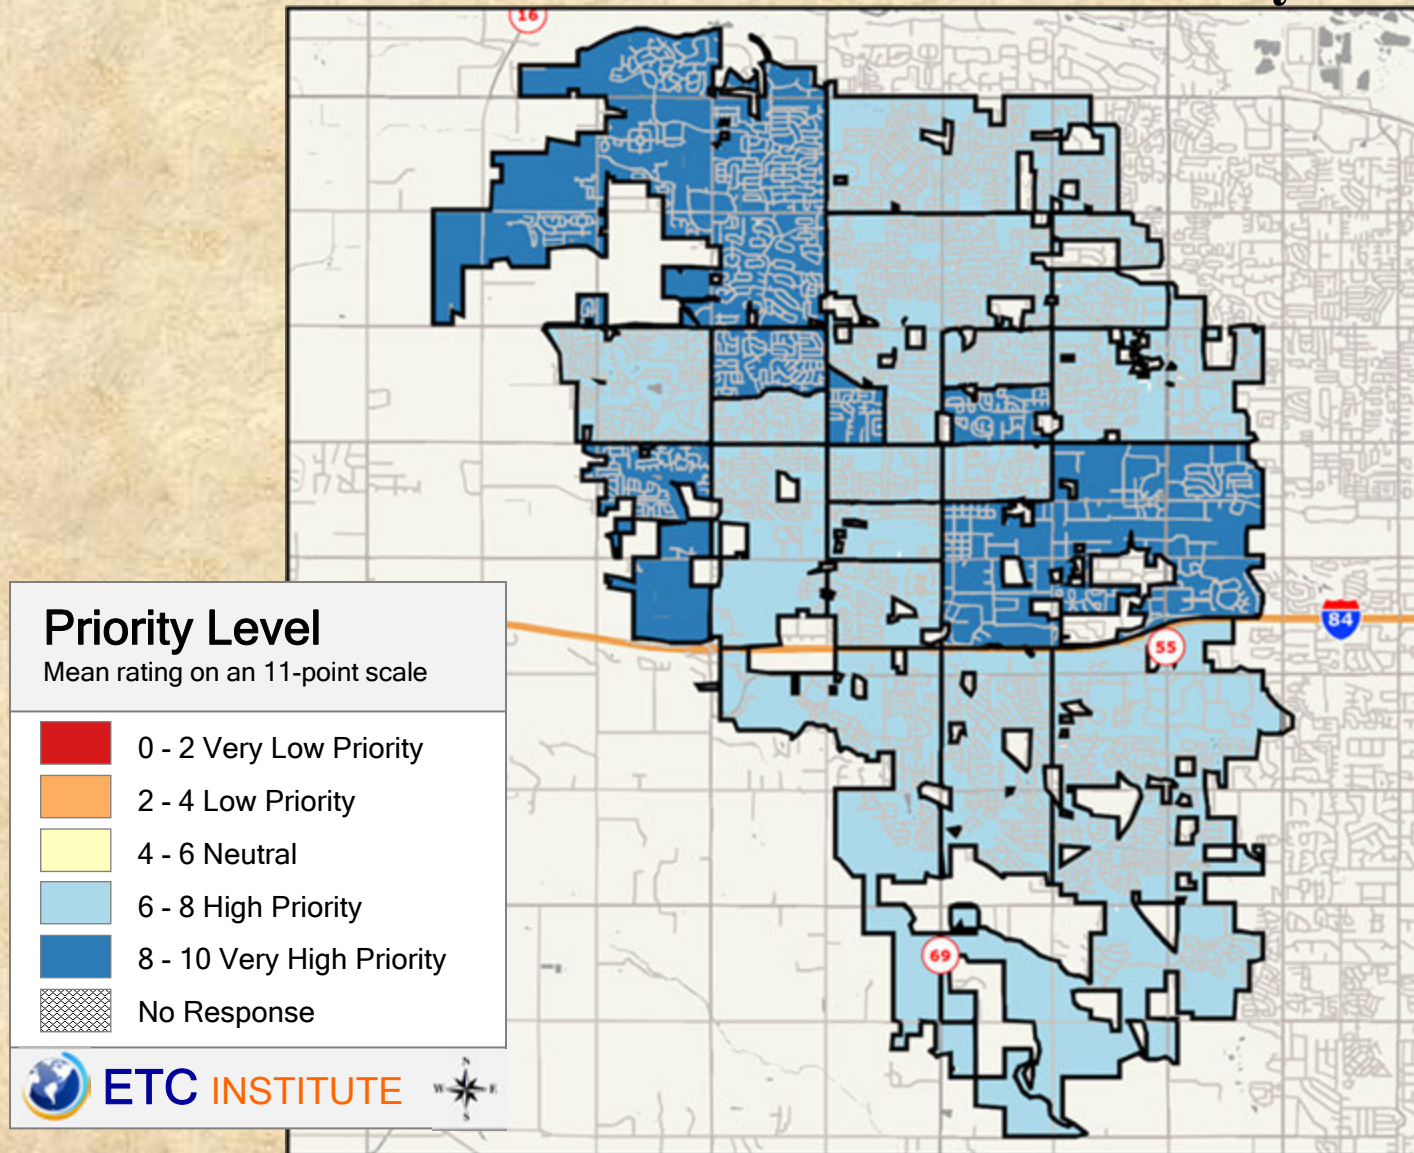 16
84
55
69
Priority Level
Mean rating on an 11-point scale
0 - 2 Very Low Priority
2 - 4 Low Priority
4 - 6 Neutral
6 - 8 High Priority
8 - 10 Very High Priority
No Response
ETC INSTITUTE
N
W E
S